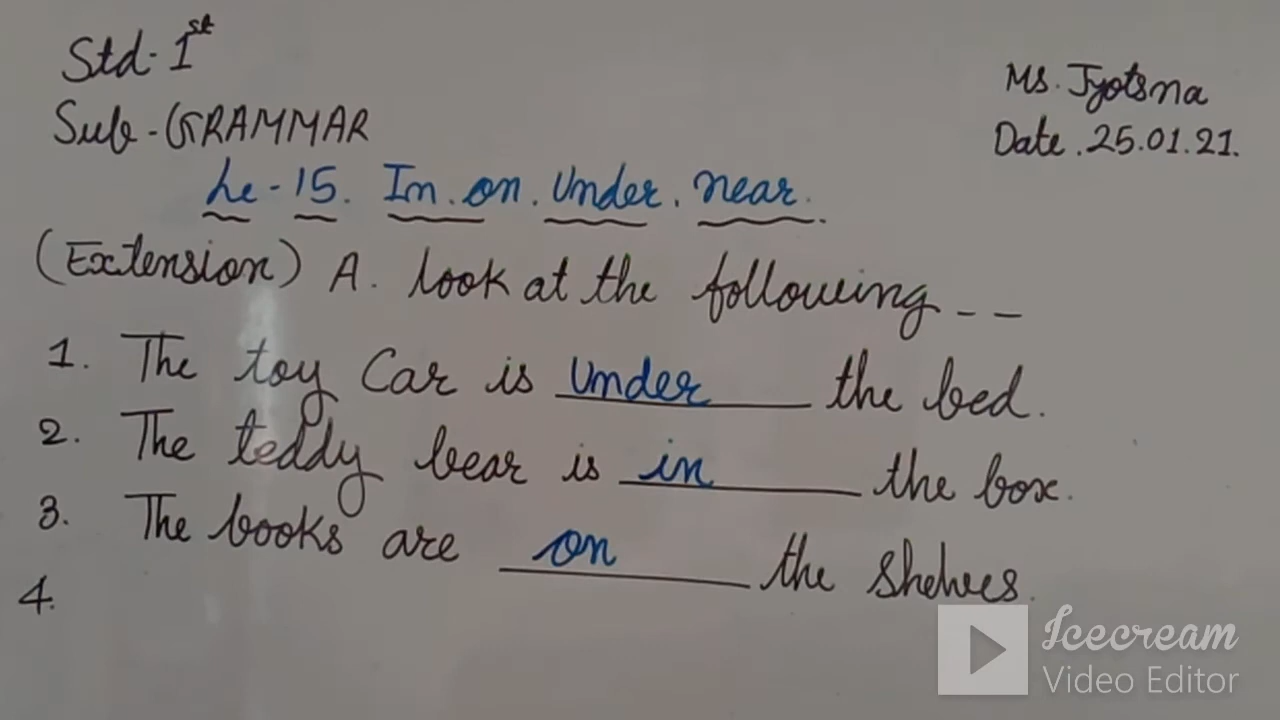 Std. 1st
Ms. Jyotsna
Sub - GRAMMAR
Date . 25.01.21.
Le - 15. In . on . Under . near .
(Extension) A. look at the following - -
1. The toy Car is Under the bed.
2. The teddy bear is in the box.
3. The books are on the Shelves.
4.
Icecream
Video Editor